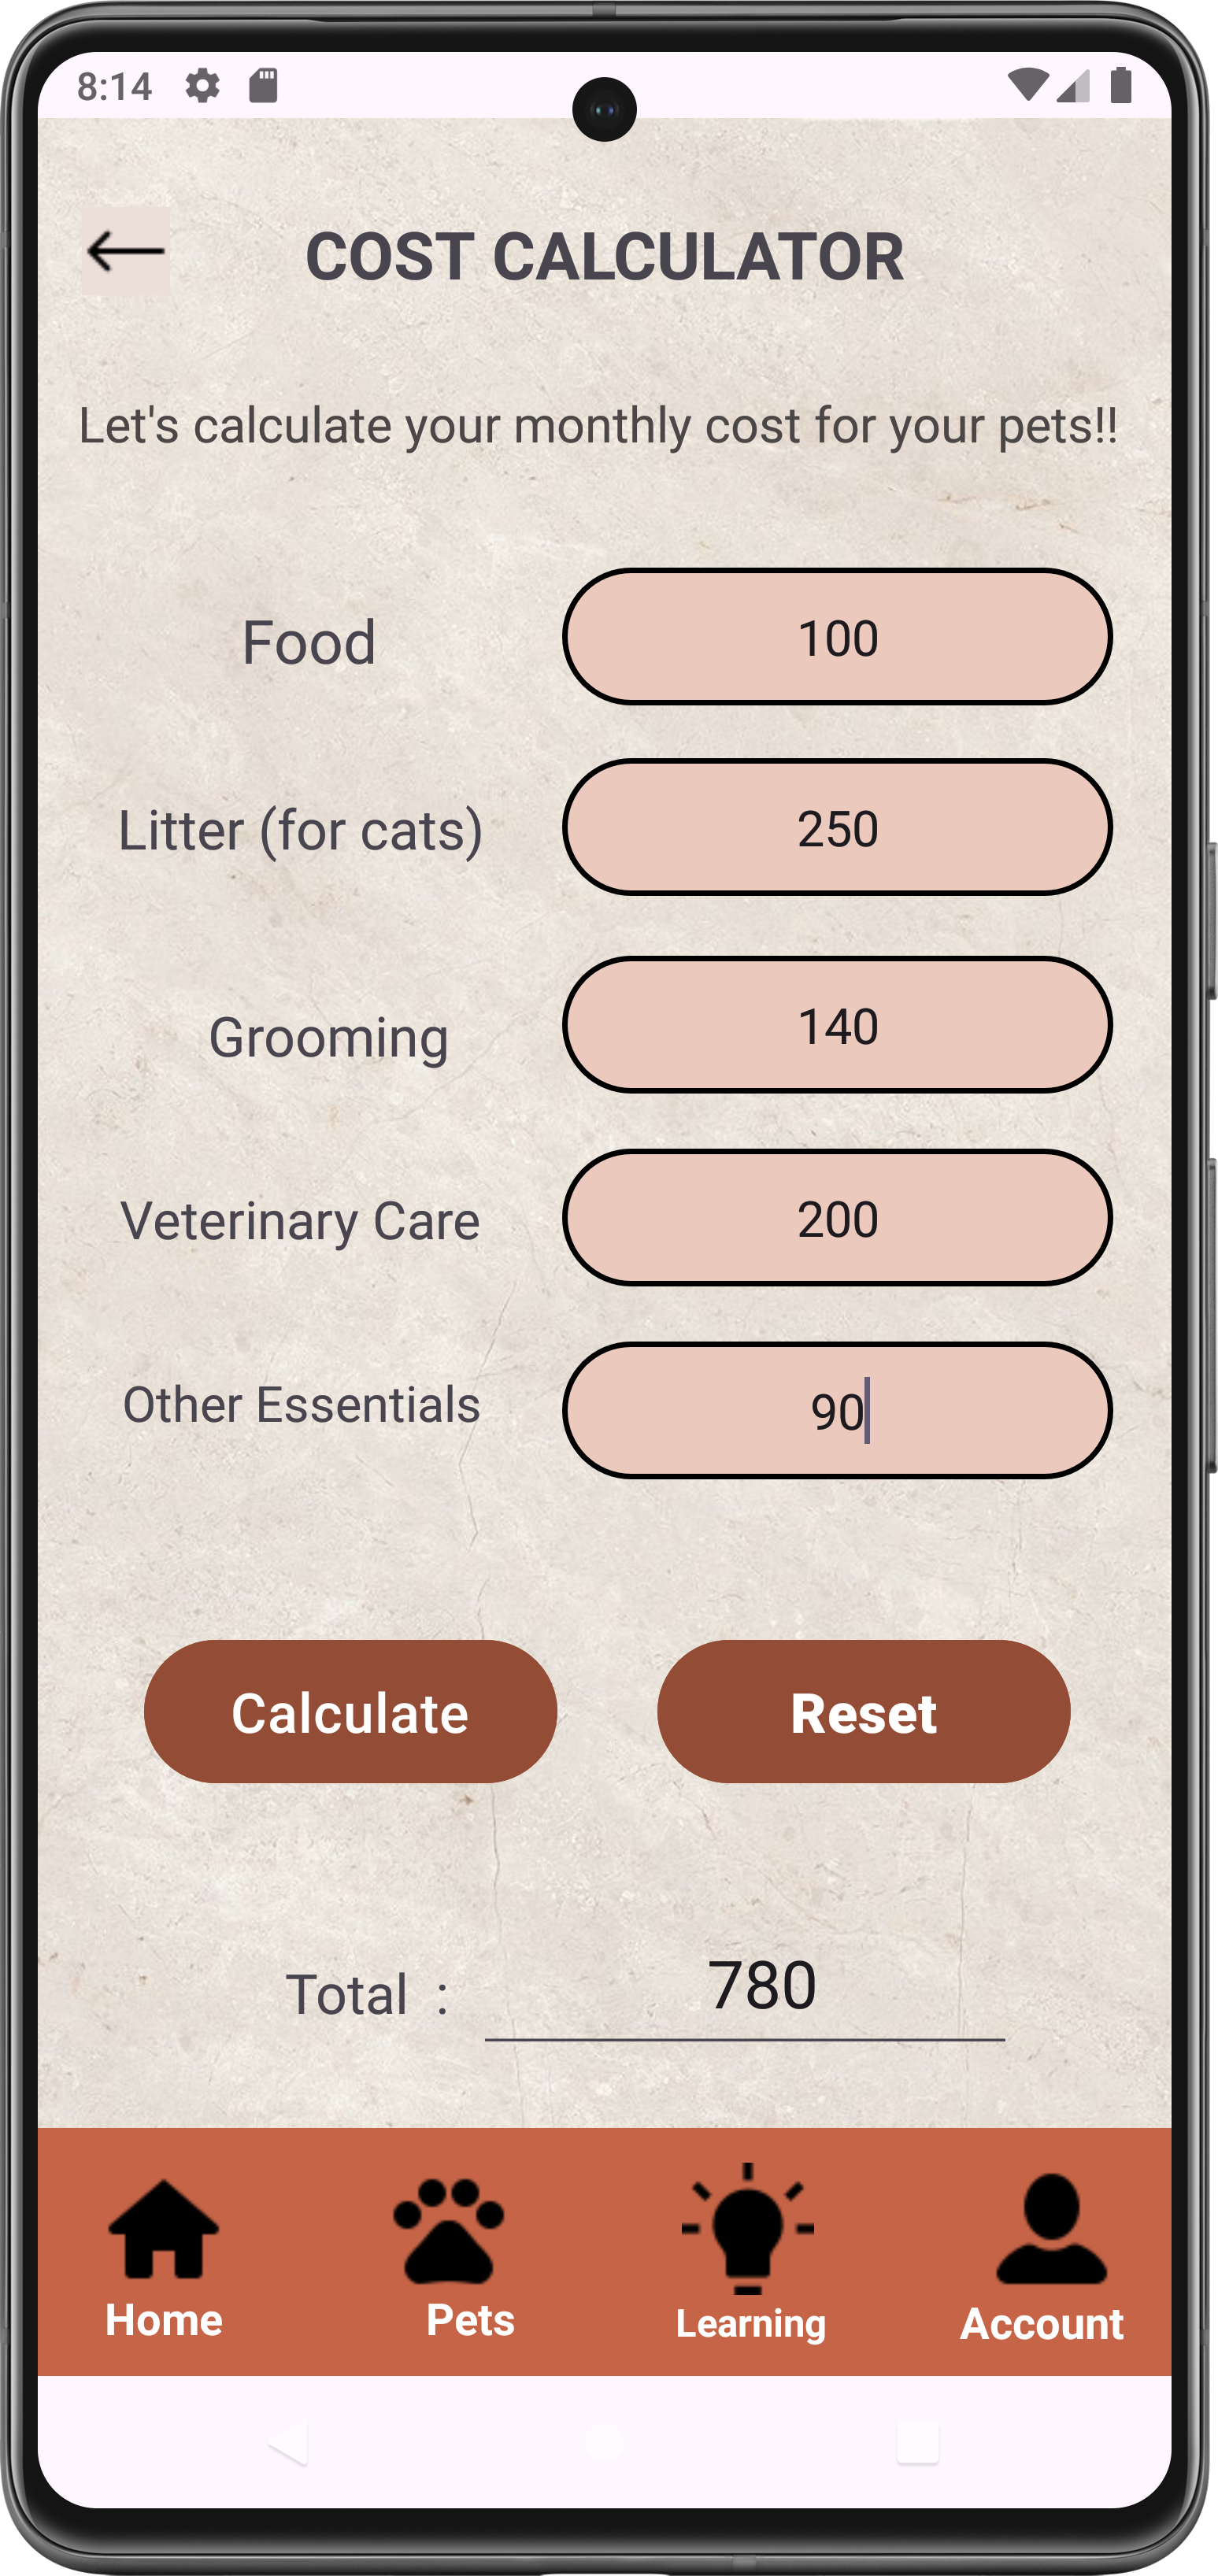 8:14
COST CALCULATOR
Let's calculate your monthly cost for your pets!!
Food 100
Litter (for cats) 250
Grooming 140
Veterinary Care 200
Other Essentials 90
Calculate Reset
Total : 780
Home Pets Learning Account